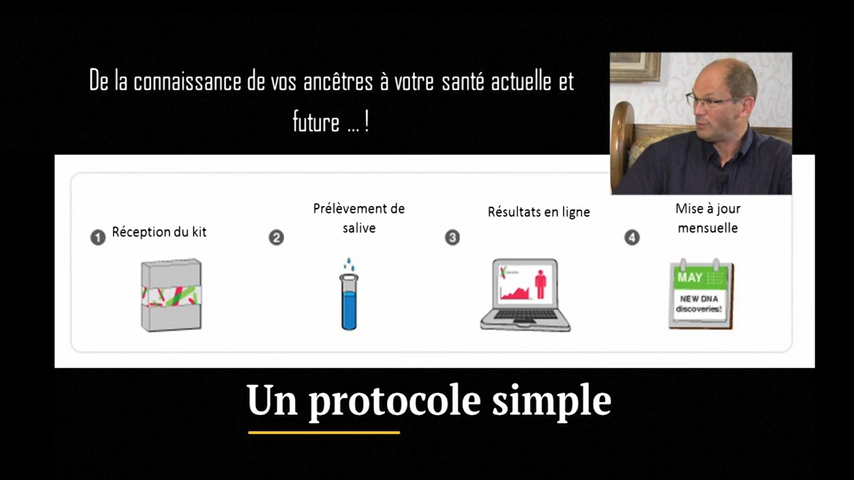 De la connaissance de vos ancêtres à votre santé actuelle et
future ... !
1 Réception du kit
2 Prélèvement de
salive
3 Résultats en ligne
4 Mise à jour
mensuelle
MAY
NEW DNA
discoveries!
Un protocole simple